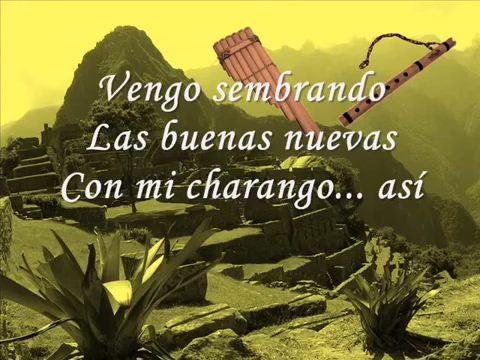 Vengo sembrando
Las buenas nuevas
Con mi charango... así